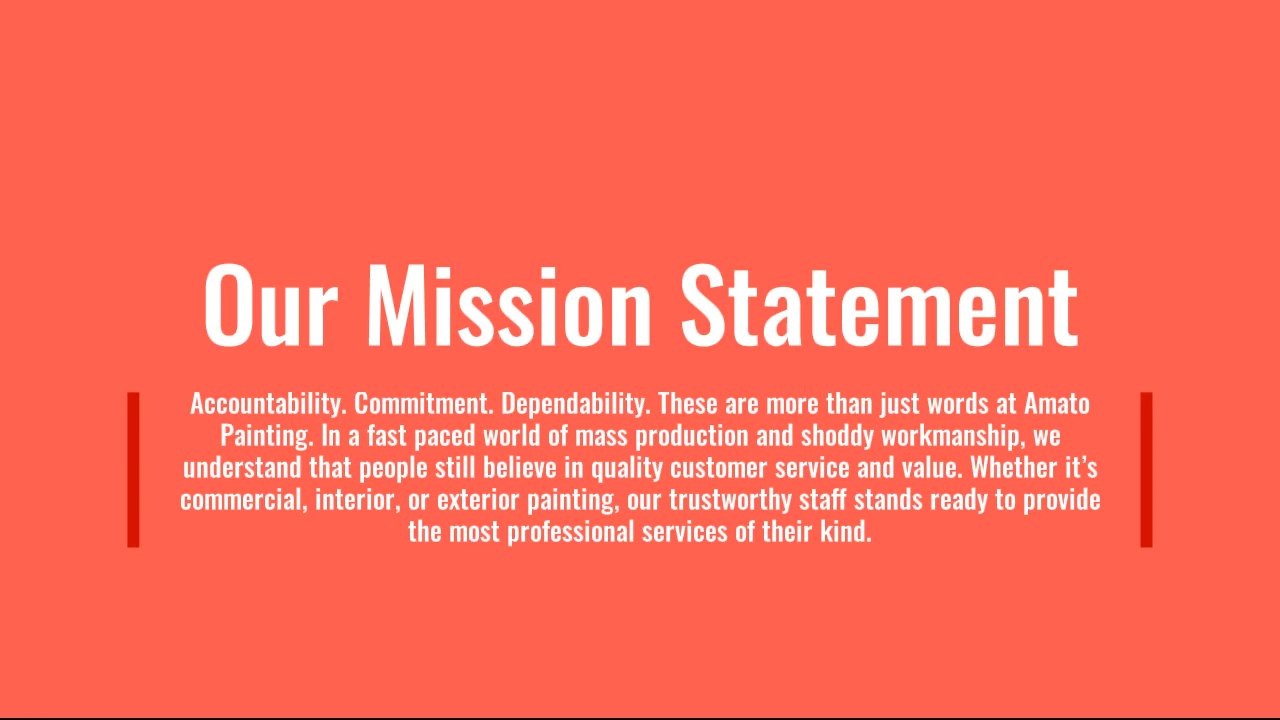 Our Mission Statement
Accountability. Commitment. Dependability. These are more than just words at Amato
Painting. In a fast paced world of mass production and shoddy workmanship, we
understand that people still believe in quality customer service and value. Whether it’s
commercial, interior, or exterior painting, our trustworthy staff stands ready to provide
the most professional services of their kind.